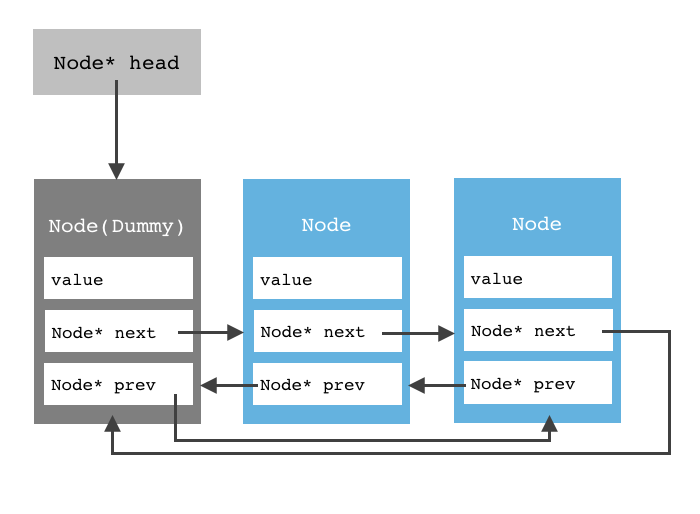 Node* head
Node(Dummy)
value
Node* next
Node* prev
Node
value
Node* next
Node* prev
Node
value
Node* next
Node* prev